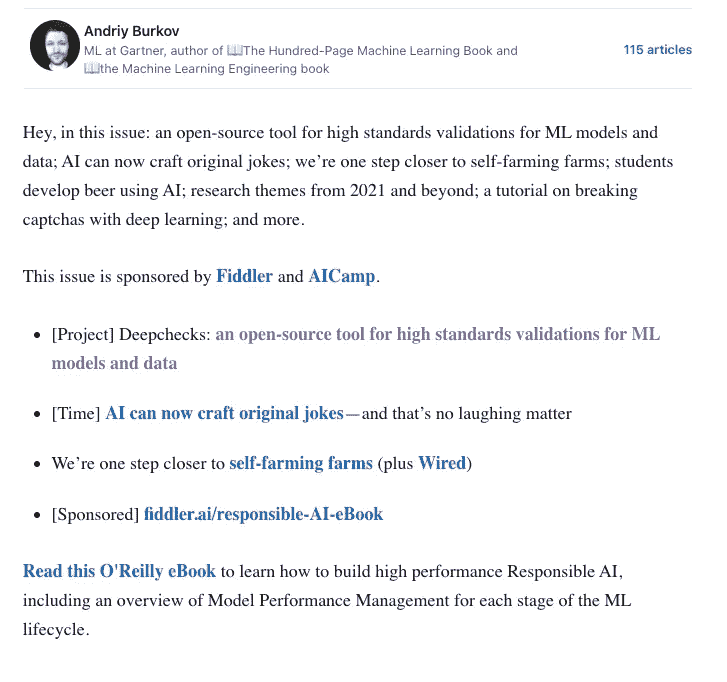 Andriy Burkov
ML at Gartner, author of 📖The Hundred-Page Machine Learning Book and
📖the Machine Learning Engineering book
115 articles
Hey, in this issue: an open-source tool for high standards validations for ML models and
data; AI can now craft original jokes; we’re one step closer to self-farming farms; students
develop beer using AI; research themes from 2021 and beyond; a tutorial on breaking
captchas with deep learning; and more.
This issue is sponsored by Fiddler and AICamp.
• [Project] Deepchecks: an open-source tool for high standards validations for ML
models and data
• [Time] AI can now craft original jokes—and that’s no laughing matter
• We’re one step closer to self-farming farms (plus Wired)
• [Sponsored] fiddler.ai/responsible-AI-eBook
Read this O'Reilly eBook to learn how to build high performance Responsible AI,
including an overview of Model Performance Management for each stage of the ML
lifecycle.